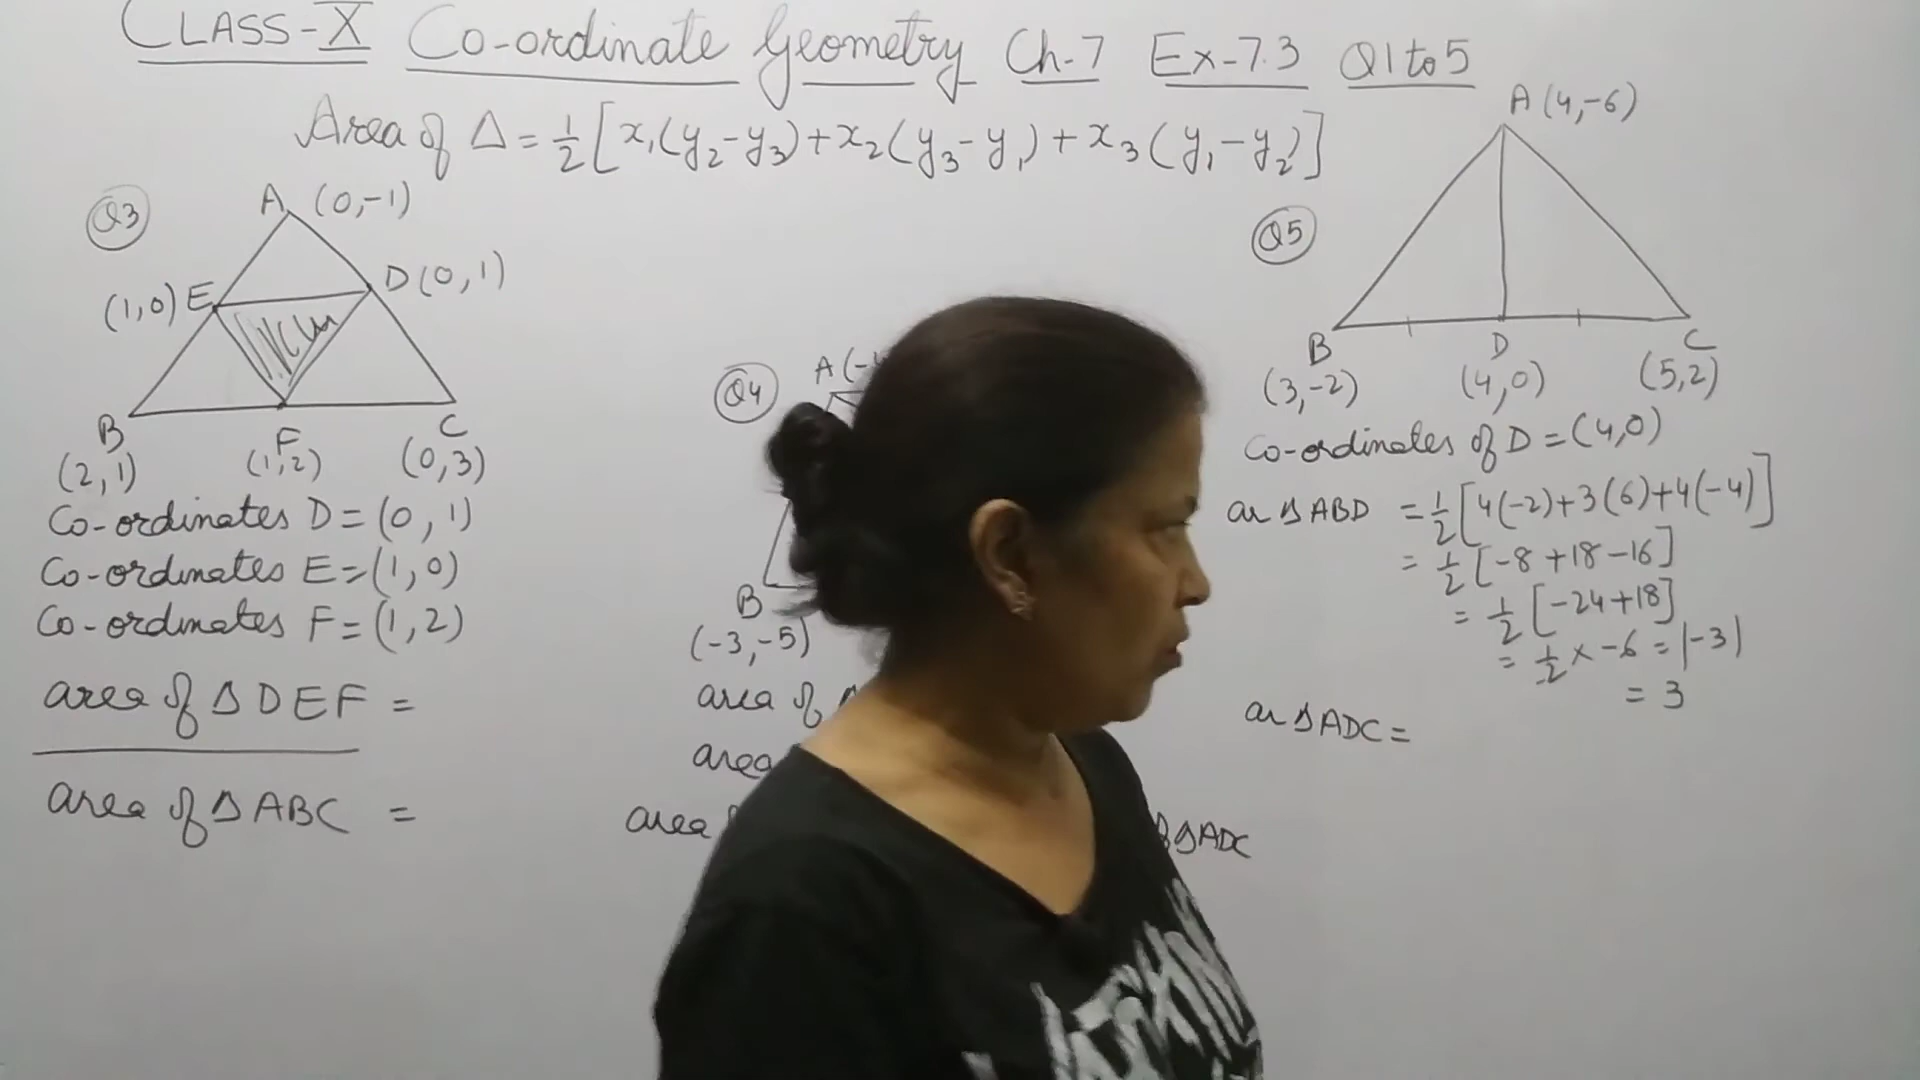 CLASS-X Co-ordinate Geometry Ch-7 Ex-7.3 Q1 to 5
Area of Δ = 1/2 [x₁(y₂-y₃)+x₂(y₃-y₁)+x₃(y₁-y₂)]
Q3
A (0,-1)
(1,0) E
D (0,1)
B
(2,1)
F
(1,2)
C
(0,3)
Co-ordinates D = (0,1)
Co-ordinates E = (1,0)
Co-ordinates F = (1,2)
area of Δ DEF =
area of Δ ABC =
Q4
A (-
B
(-3,-5)
area of Δ
area
area
ΔADC
Q5
A (4,-6)
B
(3,-2)
D
(4,0)
C
(5,2)
Co-ordinates of D = (4,0)
ar Δ ABD = 1/2 [4(-2)+3(6)+4(-4)]
= 1/2 [-8+18-16]
= 1/2 [-24+18]
= 1/2 x -6 = |-3|
= 3
ar Δ ADC =